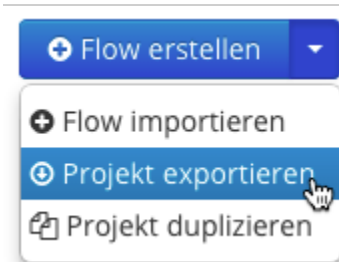 Flow erstellen
Flow importieren
Projekt exportieren
Projekt duplizieren